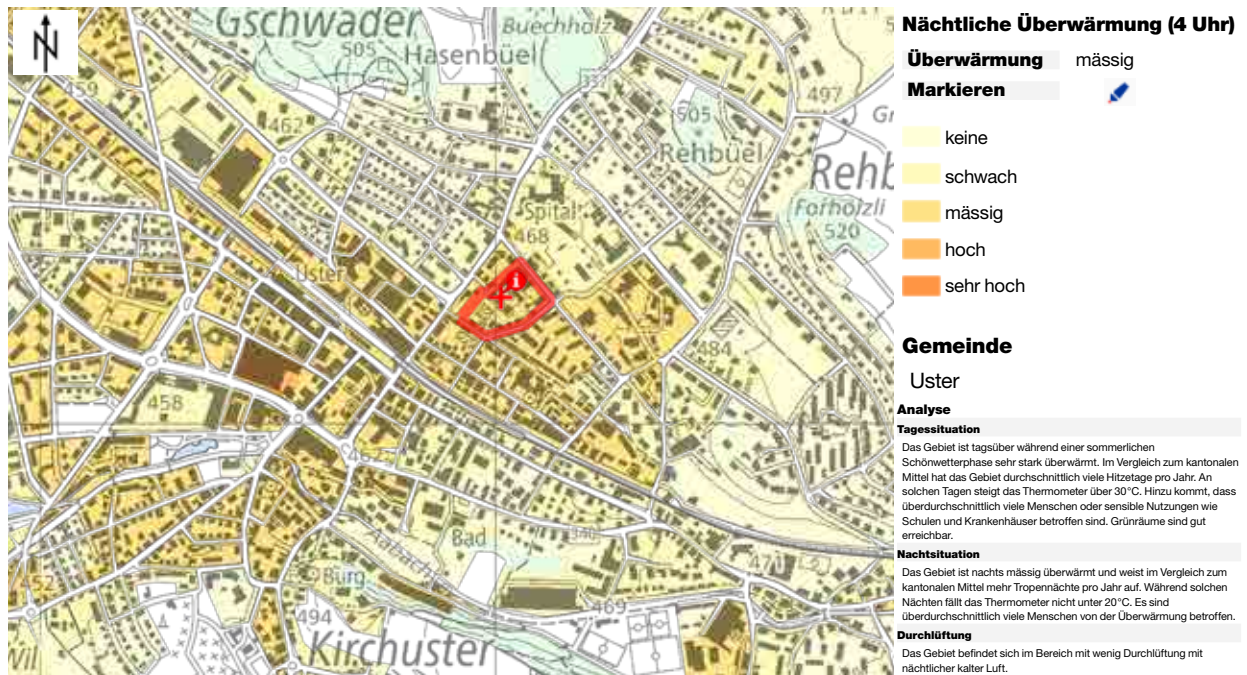 N
Gschwader
505
Buechholz
Hasenbüel
459
462
505
497
Rehbüel
Forholzli
520
Spital
468
Uster
i
484
458
Aabach
Bad
Burg
469
494
Kirchuster
Nächtliche Überwärmung (4 Uhr)
Überwärmung mässig
Markieren
keine
schwach
mässig
hoch
sehr hoch
Gemeinde
Uster
Analyse
Tagessituation
Das Gebiet ist tagsüber während einer sommerlichen
Schönwetterphase sehr stark überwärmt. Im Vergleich zum kantonalen
Mittel hat das Gebiet durchschnittlich viele Hitzetage pro Jahr. An
solchen Tagen steigt das Thermometer über 30°C. Hinzu kommt, dass
überdurchschnittlich viele Menschen oder sensible Nutzungen wie
Schulen und Krankenhäuser betroffen sind. Grünräume sind gut
erreichbar.
Nachtsituation
Das Gebiet ist nachts mässig überwärmt und weist im Vergleich zum
kantonalen Mittel mehr Tropennächte pro Jahr auf. Während solchen
Nächten fällt das Thermometer nicht unter 20°C. Es sind
überdurchschnittlich viele Menschen von der Überwärmung betroffen.
Durchlüftung
Das Gebiet befindet sich im Bereich mit wenig Durchlüftung mit
nächtlicher kalter Luft.